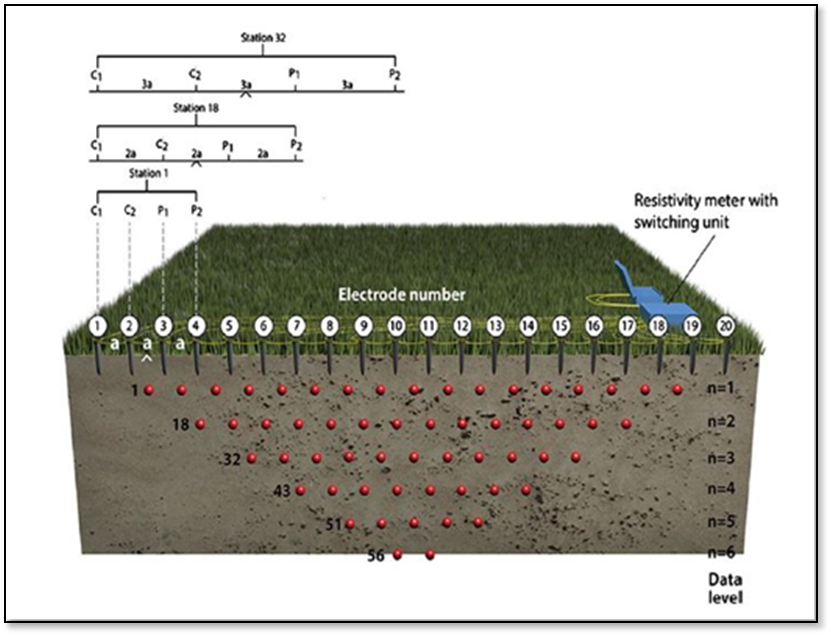 Station 32
C1 C2 P1 P2
3a 3a 3a
Station 18
C1 C2 P1 P2
2a 2a 2a
Station 1
C1 C2 P1 P2
Resistivity meter with
switching unit
Electrode number
1 2 3 4 5 6 7 8 9 10 11 12 13 14 15 16 17 18 19 20
a a a
1 n=1
18 n=2
32 n=3
43 n=4
51 n=5
56 n=6
Data
level